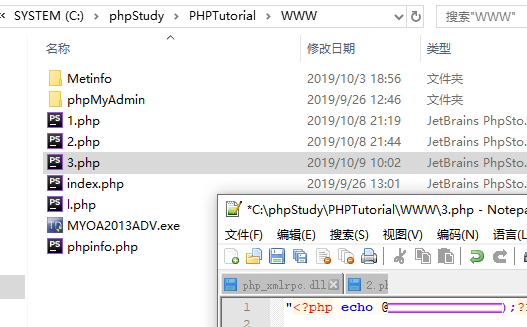 « SYSTEM (C:) > phpStudy > PHPTutorial > WWW
搜索"WWW"
名称 修改日期 类型
Metinfo 2019/10/3 18:56 文件夹
phpMyAdmin 2019/9/26 12:46 文件夹
1.php 2019/10/8 21:19 JetBrains PhpSto...
2.php 2019/10/8 21:44 JetBrains PhpSto...
3.php 2019/10/9 10:02 JetBrains PhpSto...
index.php 2019/9/26 13:01 JetBrains PhpSto...
l.php
MYOA2013ADV.exe
phpinfo.php
*C:\phpStudy\PHPTutorial\WWW\3.php - Notepa
文件(F) 编辑(E) 搜索(S) 视图(V) 编码(N) 语言(L
php_xmlrpc.dll 2.ph
1 "<?php echo @ );?